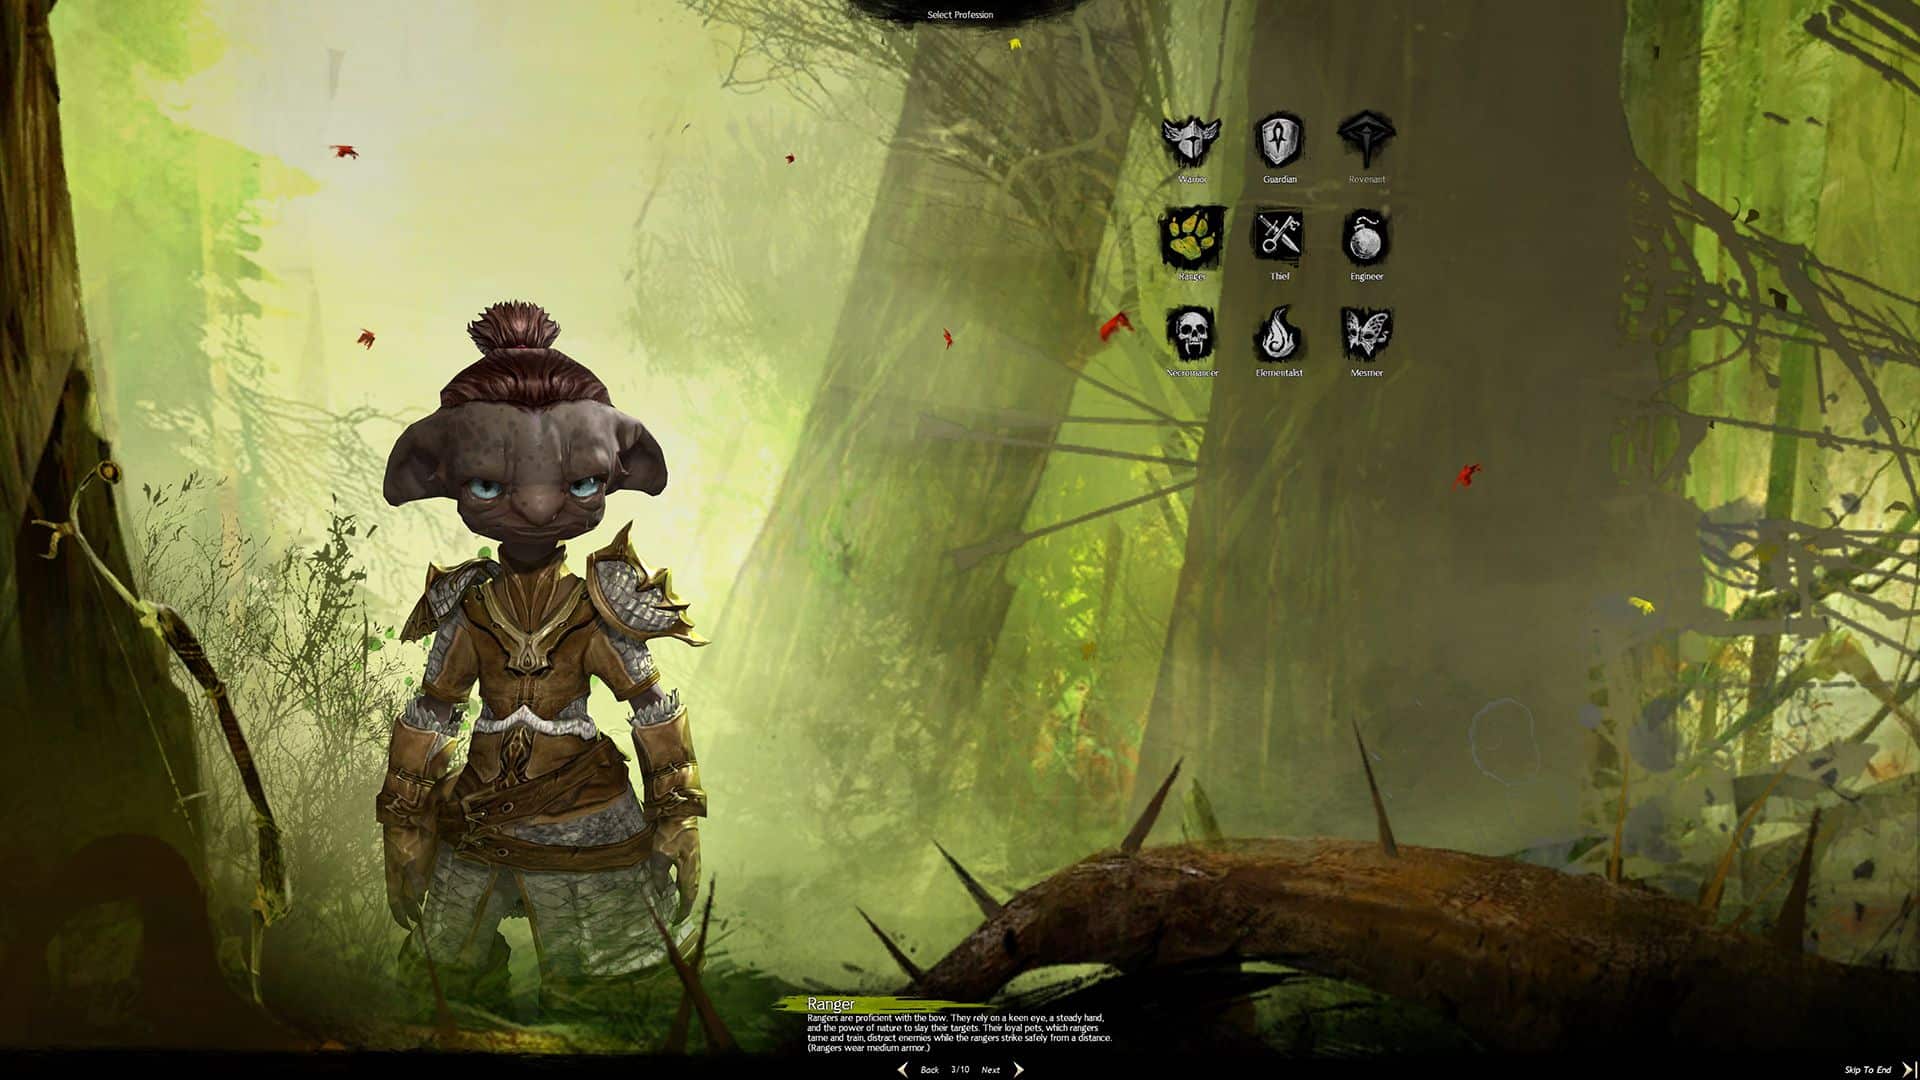 Select Profession
Warrior Guardian Revenant
Ranger Thief Engineer
Necromancer Elementalist Mesmer
Ranger
Rangers are proficient with the bow. They rely on a keen eye, a steady hand,
and the power of nature to slay their targets. Their loyal pets, which rangers
tame and train, distract enemies while the rangers strike safely from a distance.
(Rangers wear medium armor.)
Back 3/10 Next
Skip To End